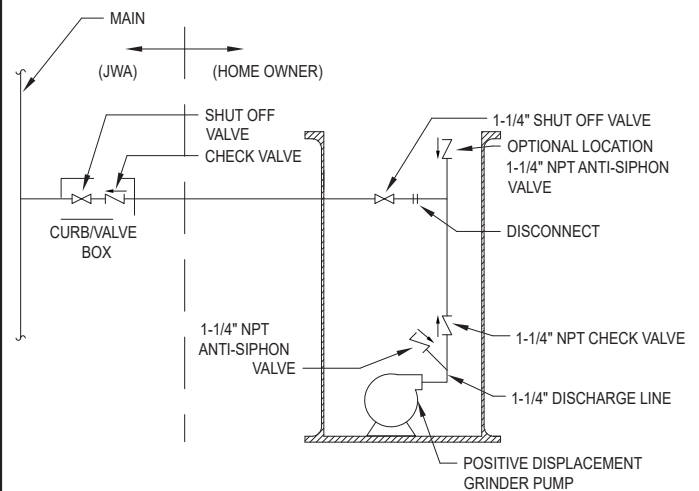 MAIN
(JWA)
(HOME OWNER)
SHUT OFF
VALVE
CHECK VALVE
CURB/VALVE
BOX
1-1/4" SHUT OFF VALVE
OPTIONAL LOCATION
1-1/4" NPT ANTI-SIPHON
VALVE
DISCONNECT
1-1/4" NPT
ANTI-SIPHON
VALVE
1-1/4" NPT CHECK VALVE
1-1/4" DISCHARGE LINE
POSITIVE DISPLACEMENT
GRINDER PUMP